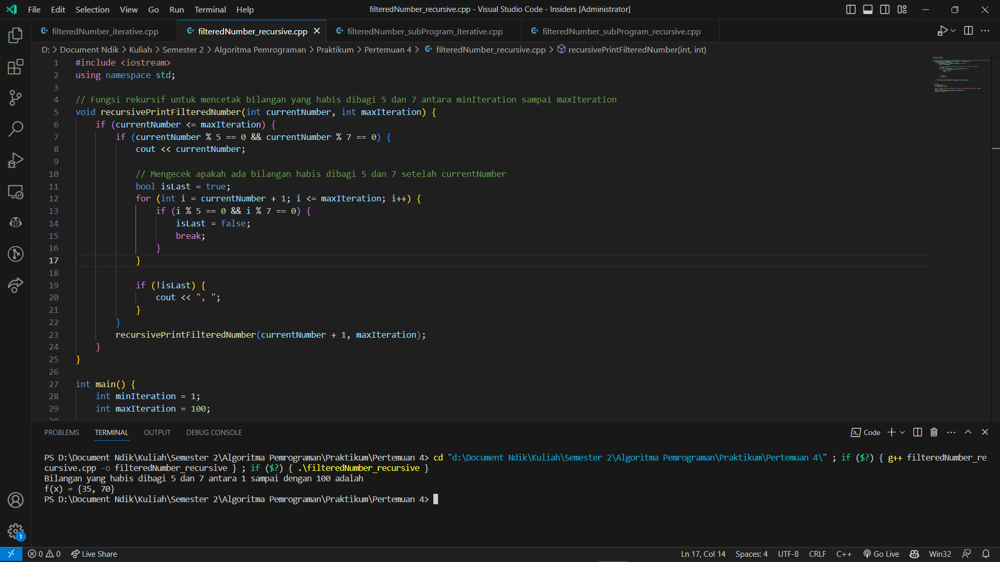 File Edit Selection View Go Run Terminal Help
filteredNumber_recursive.cpp - Visual Studio Code - Insiders [Administrator]
filteredNumber_iterative.cpp filteredNumber_recursive.cpp filteredNumber_subProgram_iterative.cpp filteredNumber_subProgram_recursive.cpp
D: > Document Ndik > Kuliah > Semester 2 > Algoritma Pemrograman > Praktikum > Pertemuan 4 > filteredNumber_recursive.cpp > recursivePrintFilteredNumber(int, int)
1 #include <iostream>
2 using namespace std;
3
4 // Fungsi rekursif untuk mencetak bilangan yang habis dibagi 5 dan 7 antara minIteration sampai maxIteration
5 void recursivePrintFilteredNumber(int currentNumber, int maxIteration) {
6 if (currentNumber <= maxIteration) {
7 if (currentNumber % 5 == 0 && currentNumber % 7 == 0) {
8 cout << currentNumber;
9
10 // Mengecek apakah ada bilangan habis dibagi 5 dan 7 setelah currentNumber
11 bool isLast = true;
12 for (int i = currentNumber + 1; i <= maxIteration; i++) {
13 if (i % 5 == 0 && i % 7 == 0) {
14 isLast = false;
15 break;
16 }
17 }
18
19 if (!isLast) {
20 cout << ", ";
21 }
22 }
23 recursivePrintFilteredNumber(currentNumber + 1, maxIteration);
24 }
25 }
26
27 int main() {
28 int minIteration = 1;
29 int maxIteration = 100;
PROBLEMS TERMINAL OUTPUT DEBUG CONSOLE
Code
PS D:\Document Ndik\Kuliah\Semester 2\Algoritma Pemrograman\Praktikum\Pertemuan 4> cd "d:\Document Ndik\Kuliah\Semester 2\Algoritma Pemrograman\Praktikum\Pertemuan 4\" ; if ($?) { g++ filteredNumber_re
cursive.cpp -o filteredNumber_recursive } ; if ($?) { .\filteredNumber_recursive }
Bilangan yang habis dibagi 5 dan 7 antara 1 sampai dengan 100 adalah
f(x) = {35, 70}
PS D:\Document Ndik\Kuliah\Semester 2\Algoritma Pemrograman\Praktikum\Pertemuan 4>
1
0 0 Live Share
Ln 17, Col 14 Spaces: 4 UTF-8 CRLF C++ Go Live Win32